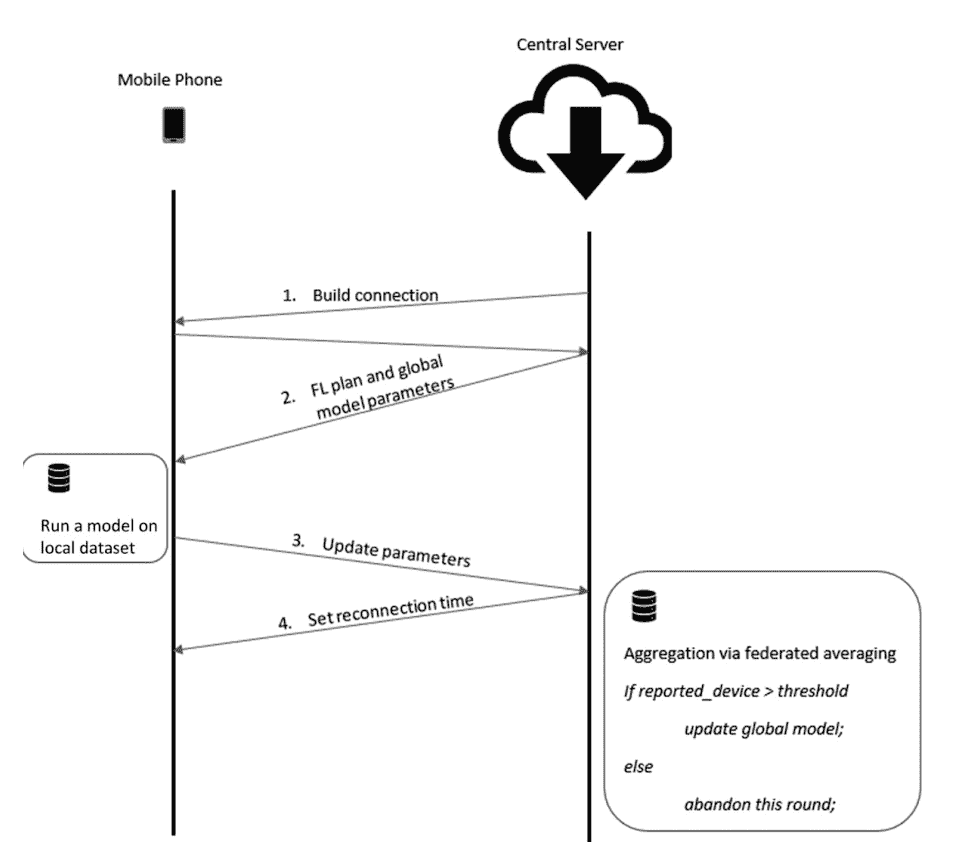 Central Server
Mobile Phone
1. Build connection
2. FL plan and global
model parameters
Run a model on
local dataset
3. Update parameters
4. Set reconnection time
Aggregation via federated averaging
If reported_device > threshold
update global model;
else
abandon this round;